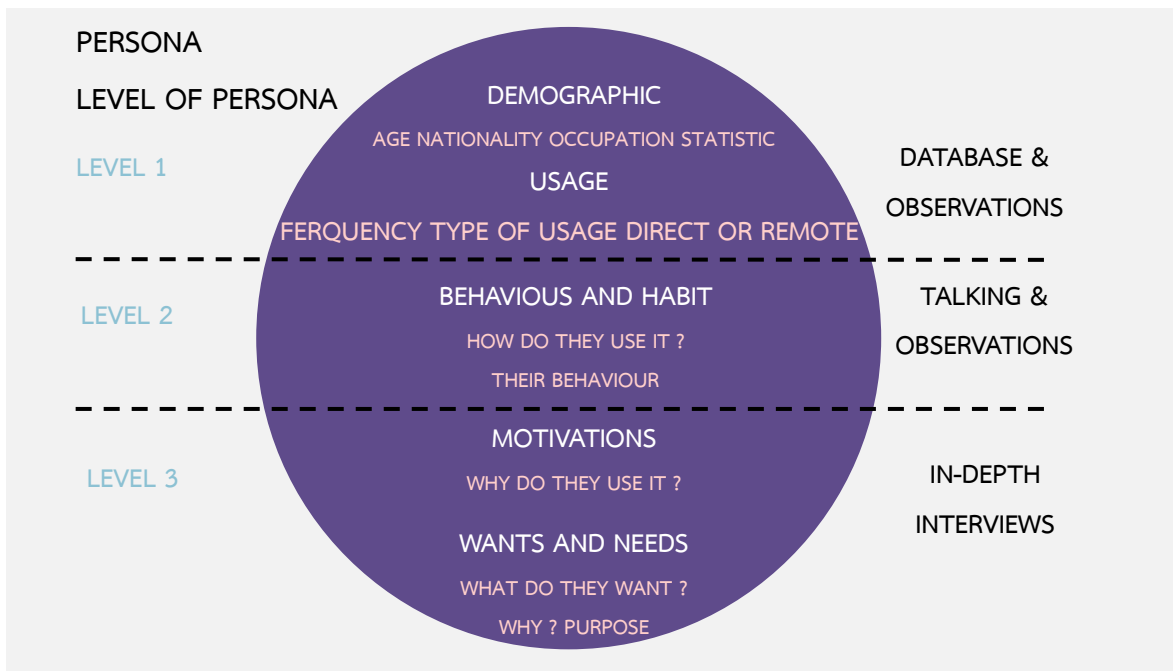 PERSONA
LEVEL OF PERSONA
DEMOGRAPHIC
AGE NATIONALITY OCCUPATION STATISTIC
LEVEL 1
USAGE
FERQUENCY TYPE OF USAGE DIRECT OR REMOTE
DATABASE &
OBSERVATIONS
LEVEL 2
BEHAVIOUS AND HABIT
HOW DO THEY USE IT ?
THEIR BEHAVIOUR
TALKING &
OBSERVATIONS
LEVEL 3
MOTIVATIONS
WHY DO THEY USE IT ?
WANTS AND NEEDS
WHAT DO THEY WANT ?
WHY ? PURPOSE
IN-DEPTH
INTERVIEWS